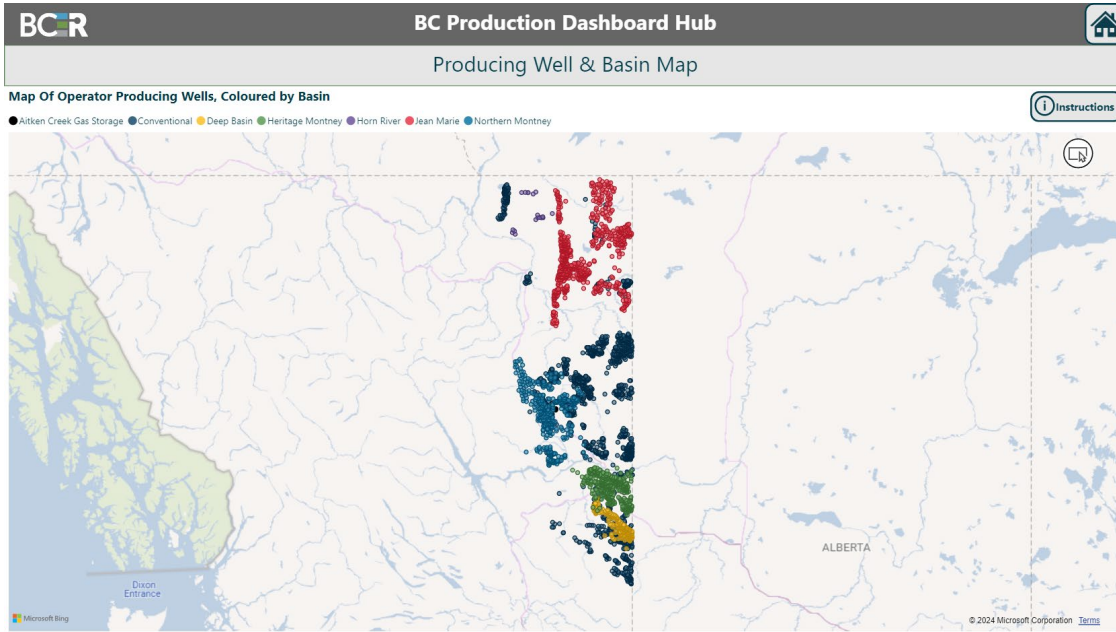 BCER
BC Production Dashboard Hub
Producing Well & Basin Map
Map Of Operator Producing Wells, Coloured by Basin
Instructions
Aitken Creek Gas Storage Conventional Deep Basin Heritage Montney Horn River Jean Marie Northern Montney
ALBERTA
Dixon
Entrance
Microsoft Bing
© 2024 Microsoft Corporation Terms